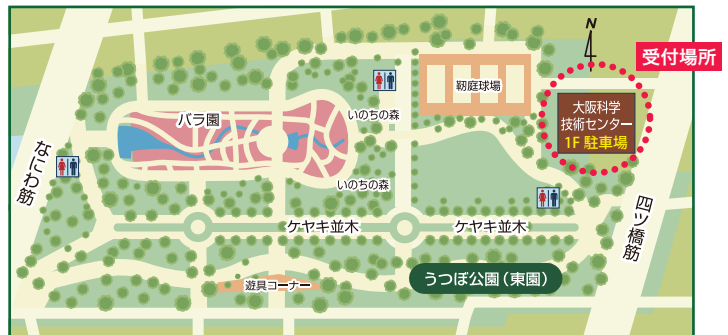 N
受付場所
靭庭球場
大阪科学
技術センター
1F 駐車場
いのちの森
バラ園
なにわ筋
いのちの森
四ツ橋筋
ケヤキ並木
ケヤキ並木
うつぼ公園（東園）
遊具コーナー